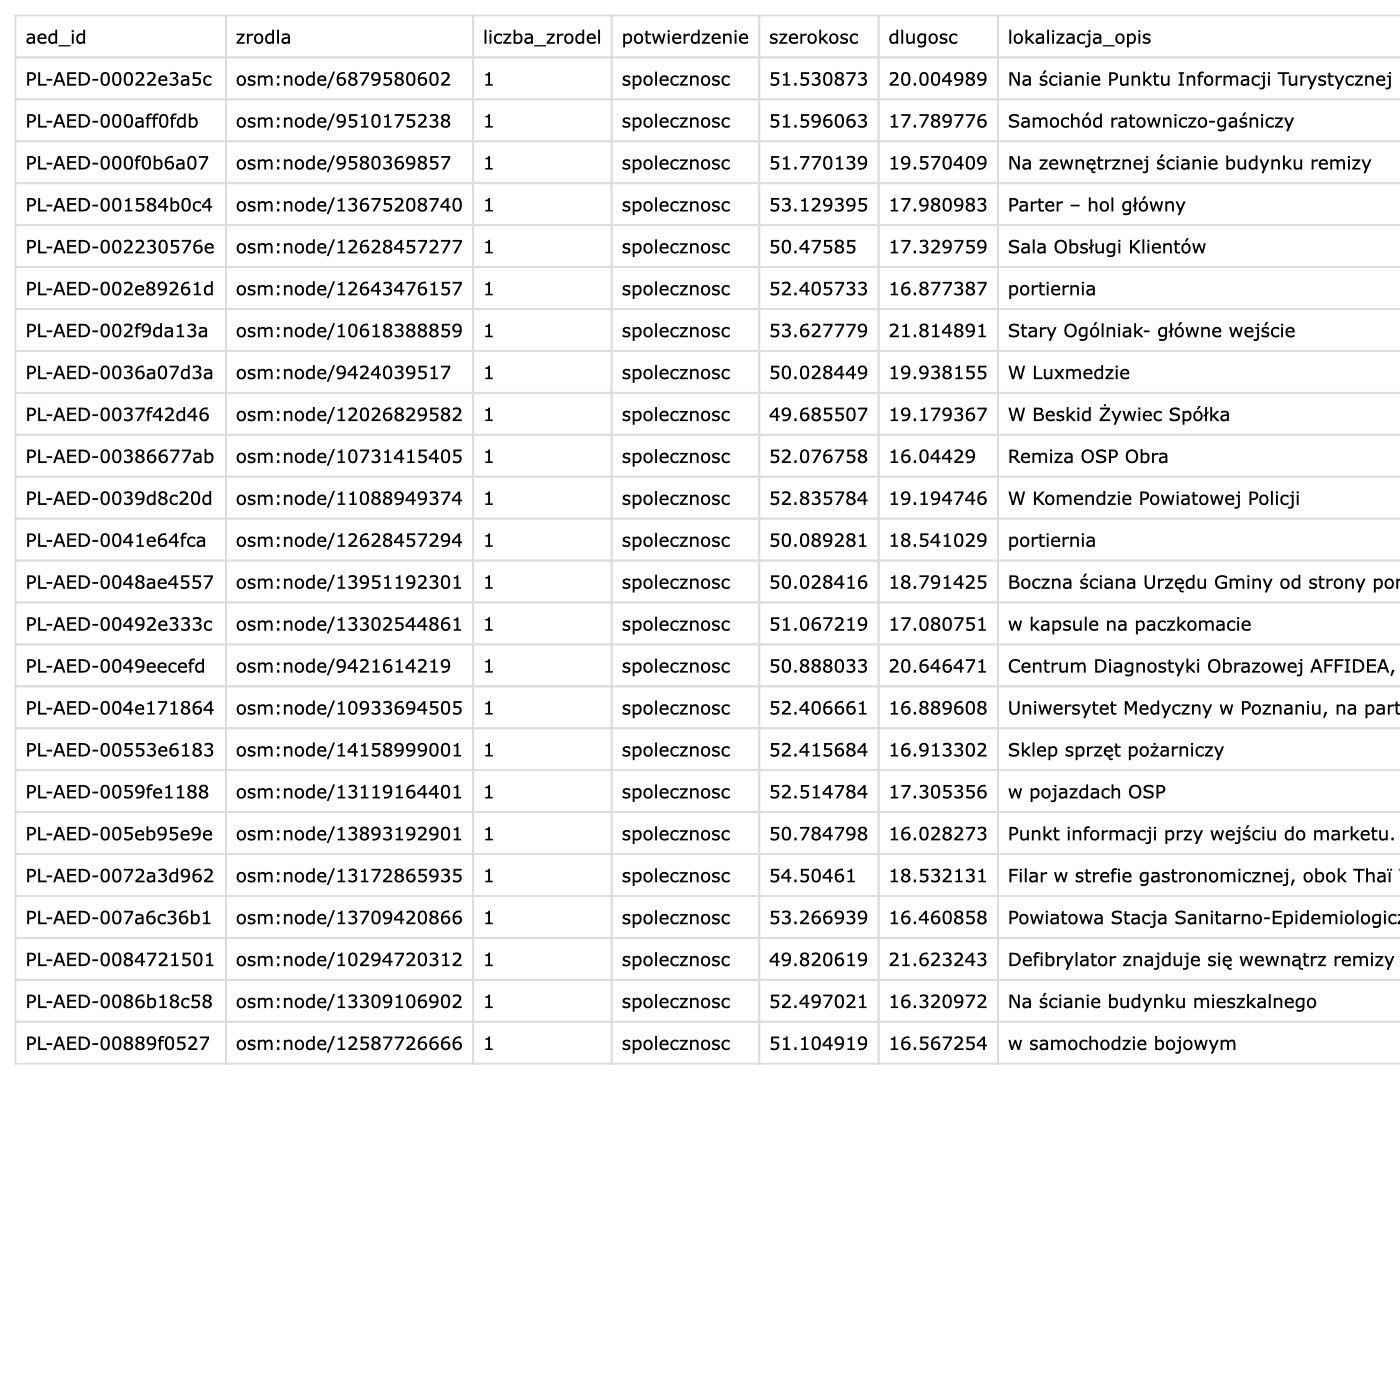 aed_id zrodla liczba_zrodel potwierdzenie szerokosc dlugosc lokalizacja_opis
PL-AED-00022e3a5c osm:node/6879580602 1 spolecznosc 51.530873 20.004989 Na ścianie Punktu Informacji Turystycznej
PL-AED-000aff0fdb osm:node/9510175238 1 spolecznosc 51.596063 17.789776 Samochód ratowniczo-gaśniczy
PL-AED-000f0b6a07 osm:node/9580369857 1 spolecznosc 51.770139 19.570409 Na zewnętrznej ścianie budynku remizy
PL-AED-001584b0c4 osm:node/13675208740 1 spolecznosc 53.129395 17.980983 Parter – hol główny
PL-AED-002230576e osm:node/12628457277 1 spolecznosc 50.47585 17.329759 Sala Obsługi Klientów
PL-AED-002e89261d osm:node/12643476157 1 spolecznosc 52.405733 16.877387 portiernia
PL-AED-002f9da13a osm:node/10618388859 1 spolecznosc 53.627779 21.814891 Stary Ogólniak- główne wejście
PL-AED-0036a07d3a osm:node/9424039517 1 spolecznosc 50.028449 19.938155 W Luxmedzie
PL-AED-0037f42d46 osm:node/12026829582 1 spolecznosc 49.685507 19.179367 W Beskid Żywiec Spółka
PL-AED-00386677ab osm:node/10731415405 1 spolecznosc 52.076758 16.04429 Remiza OSP Obra
PL-AED-0039d8c20d osm:node/11088949374 1 spolecznosc 52.835784 19.194746 W Komendzie Powiatowej Policji
PL-AED-0041e64fca osm:node/12628457294 1 spolecznosc 50.089281 18.541029 portiernia
PL-AED-0048ae4557 osm:node/13951192301 1 spolecznosc 50.028416 18.791425 Boczna ściana Urzędu Gminy od strony
PL-AED-00492e333c osm:node/13302544861 1 spolecznosc 51.067219 17.080751 w kapsule na paczkomacie
PL-AED-0049eecefd osm:node/9421614219 1 spolecznosc 50.888033 20.646471 Centrum Diagnostyki Obrazowej AFFIDEA,
PL-AED-004e171864 osm:node/10933694505 1 spolecznosc 52.406661 16.889608 Uniwersytet Medyczny w Poznaniu, na
PL-AED-00553e6183 osm:node/14158999001 1 spolecznosc 52.415684 16.913302 Sklep sprzęt pożarniczy
PL-AED-0059fe1188 osm:node/13119164401 1 spolecznosc 52.514784 17.305356 w pojazdach OSP
PL-AED-005eb95e9e osm:node/13893192901 1 spolecznosc 50.784798 16.028273 Punkt informacji przy wejściu do marketu.
PL-AED-0072a3d962 osm:node/13172865935 1 spolecznosc 54.50461 18.532131 Filar w strefie gastronomicznej, obok Thaï
PL-AED-007a6c36b1 osm:node/13709420866 1 spolecznosc 53.266939 16.460858 Powiatowa Stacja
PL-AED-0084721501 osm:node/10294720312 1 spolecznosc 49.820619 21.623243 Defibrylator znajduje się wewnątrz remizy
PL-AED-0086b18c58 osm:node/13309106902 1 spolecznosc 52.497021 16.320972 Na ścianie budynku mieszkalnego
PL-AED-00889f0527 osm:node/12587726666 1 spolecznosc 51.104919 16.567254 w samochodzie bojowym